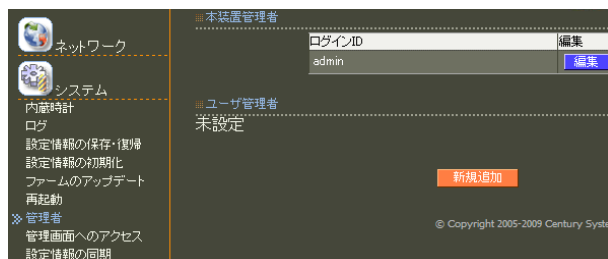 ネットワーク
システム
内蔵時計
ログ
設定情報の保存・復帰
設定情報の初期化
ファームのアップデート
再起動
管理者
管理画面へのアクセス
設定情報の同期
本装置管理者
ログインID 編集
admin 編集
ユーザ管理者
未設定
新規追加
© Copyright 2005-2009 Century Syste